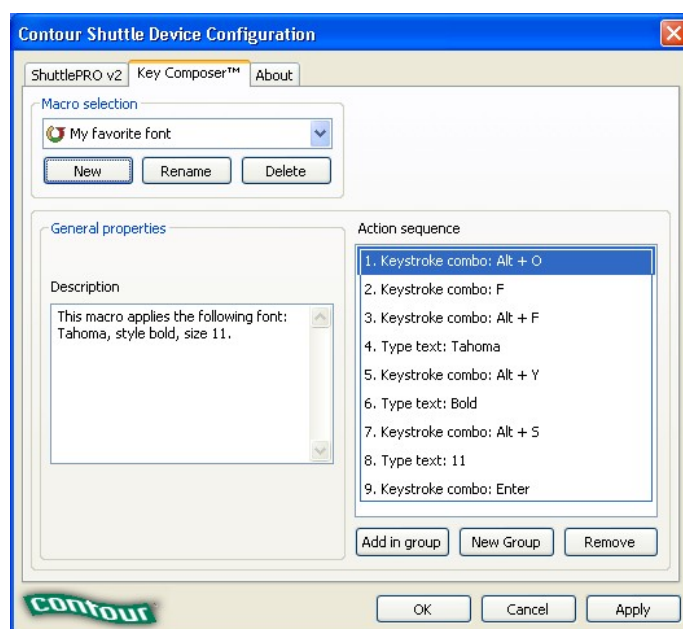 Contour Shuttle Device Configuration
ShuttlePRO v2 Key Composer™ About
Macro selection
My favorite font
New Rename Delete
General properties
Description
This macro applies the following font:
Tahoma, style bold, size 11.
Action sequence
1. Keystroke combo: Alt + O
2. Keystroke combo: F
3. Keystroke combo: Alt + F
4. Type text: Tahoma
5. Keystroke combo: Alt + Y
6. Type text: Bold
7. Keystroke combo: Alt + S
8. Type text: 11
9. Keystroke combo: Enter
Add in group New Group Remove
contour
OK Cancel Apply